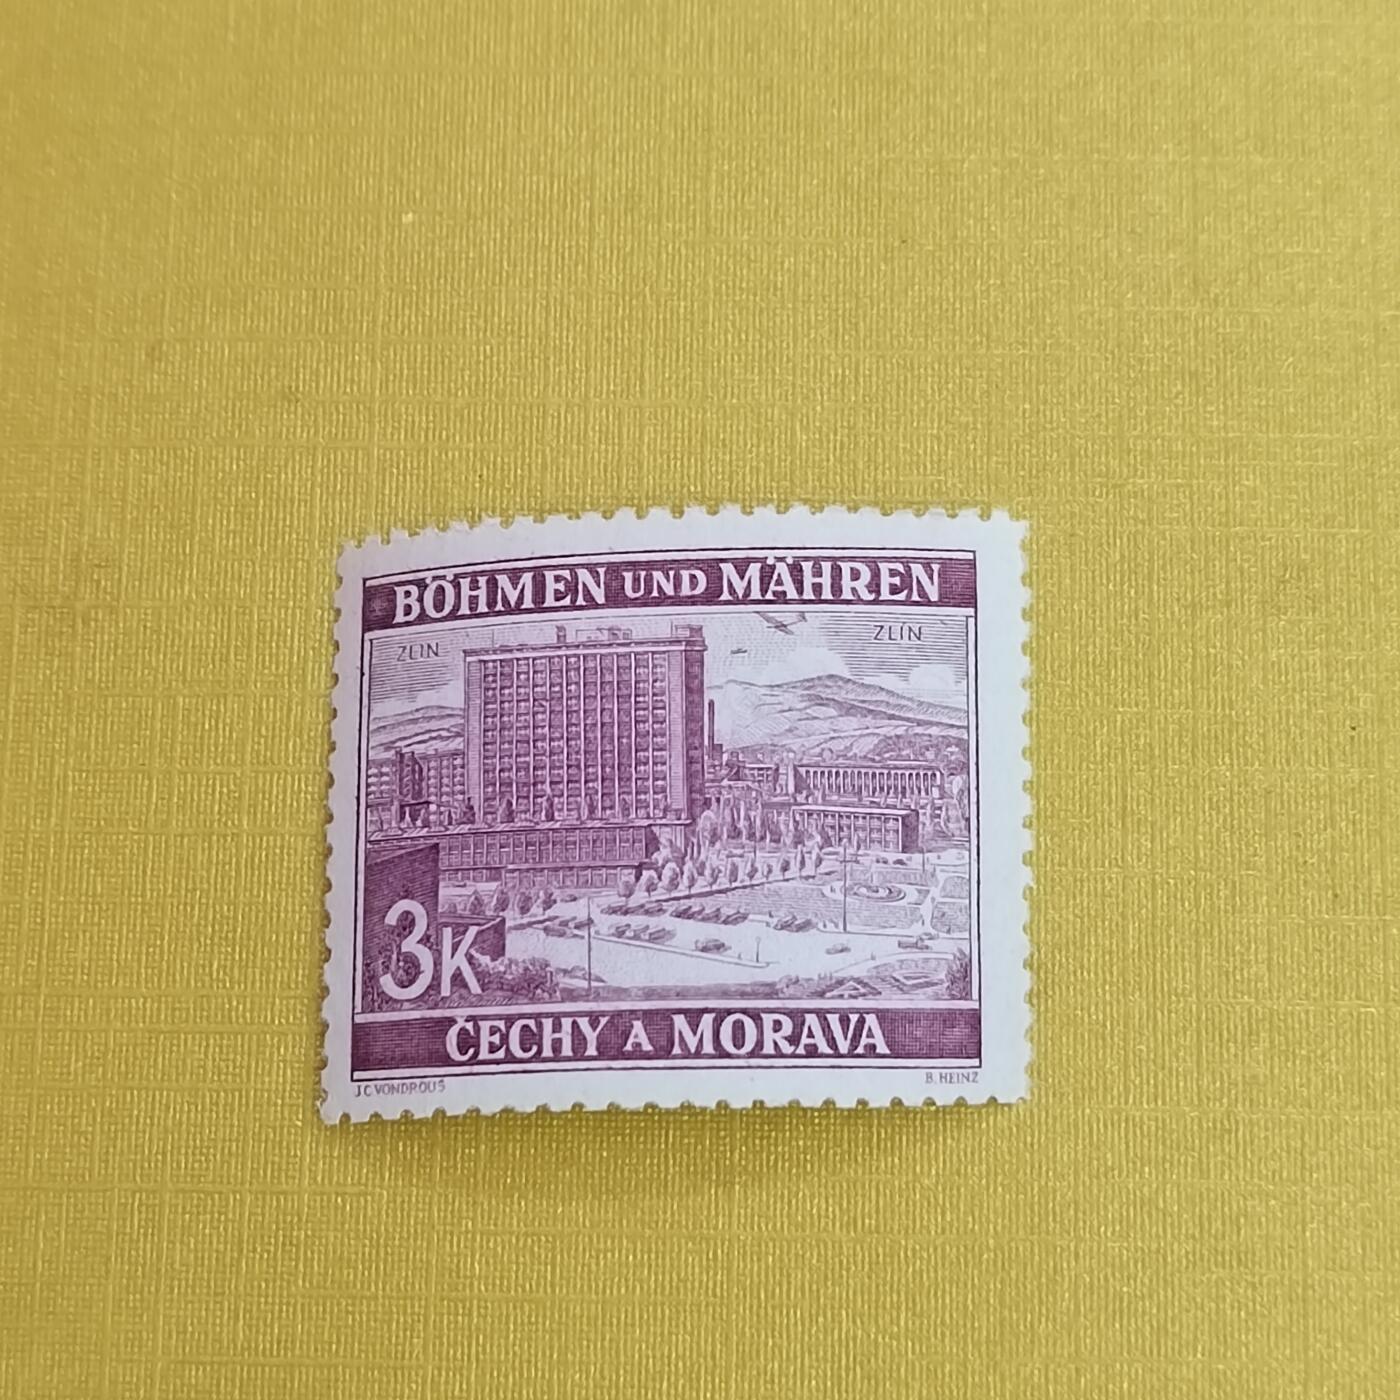 BÖHMEN UND MÄHREN
ZLIN ZLÍN
3K
ČECHY A MORAVA
J C VONDROUŠ B. HEINZ